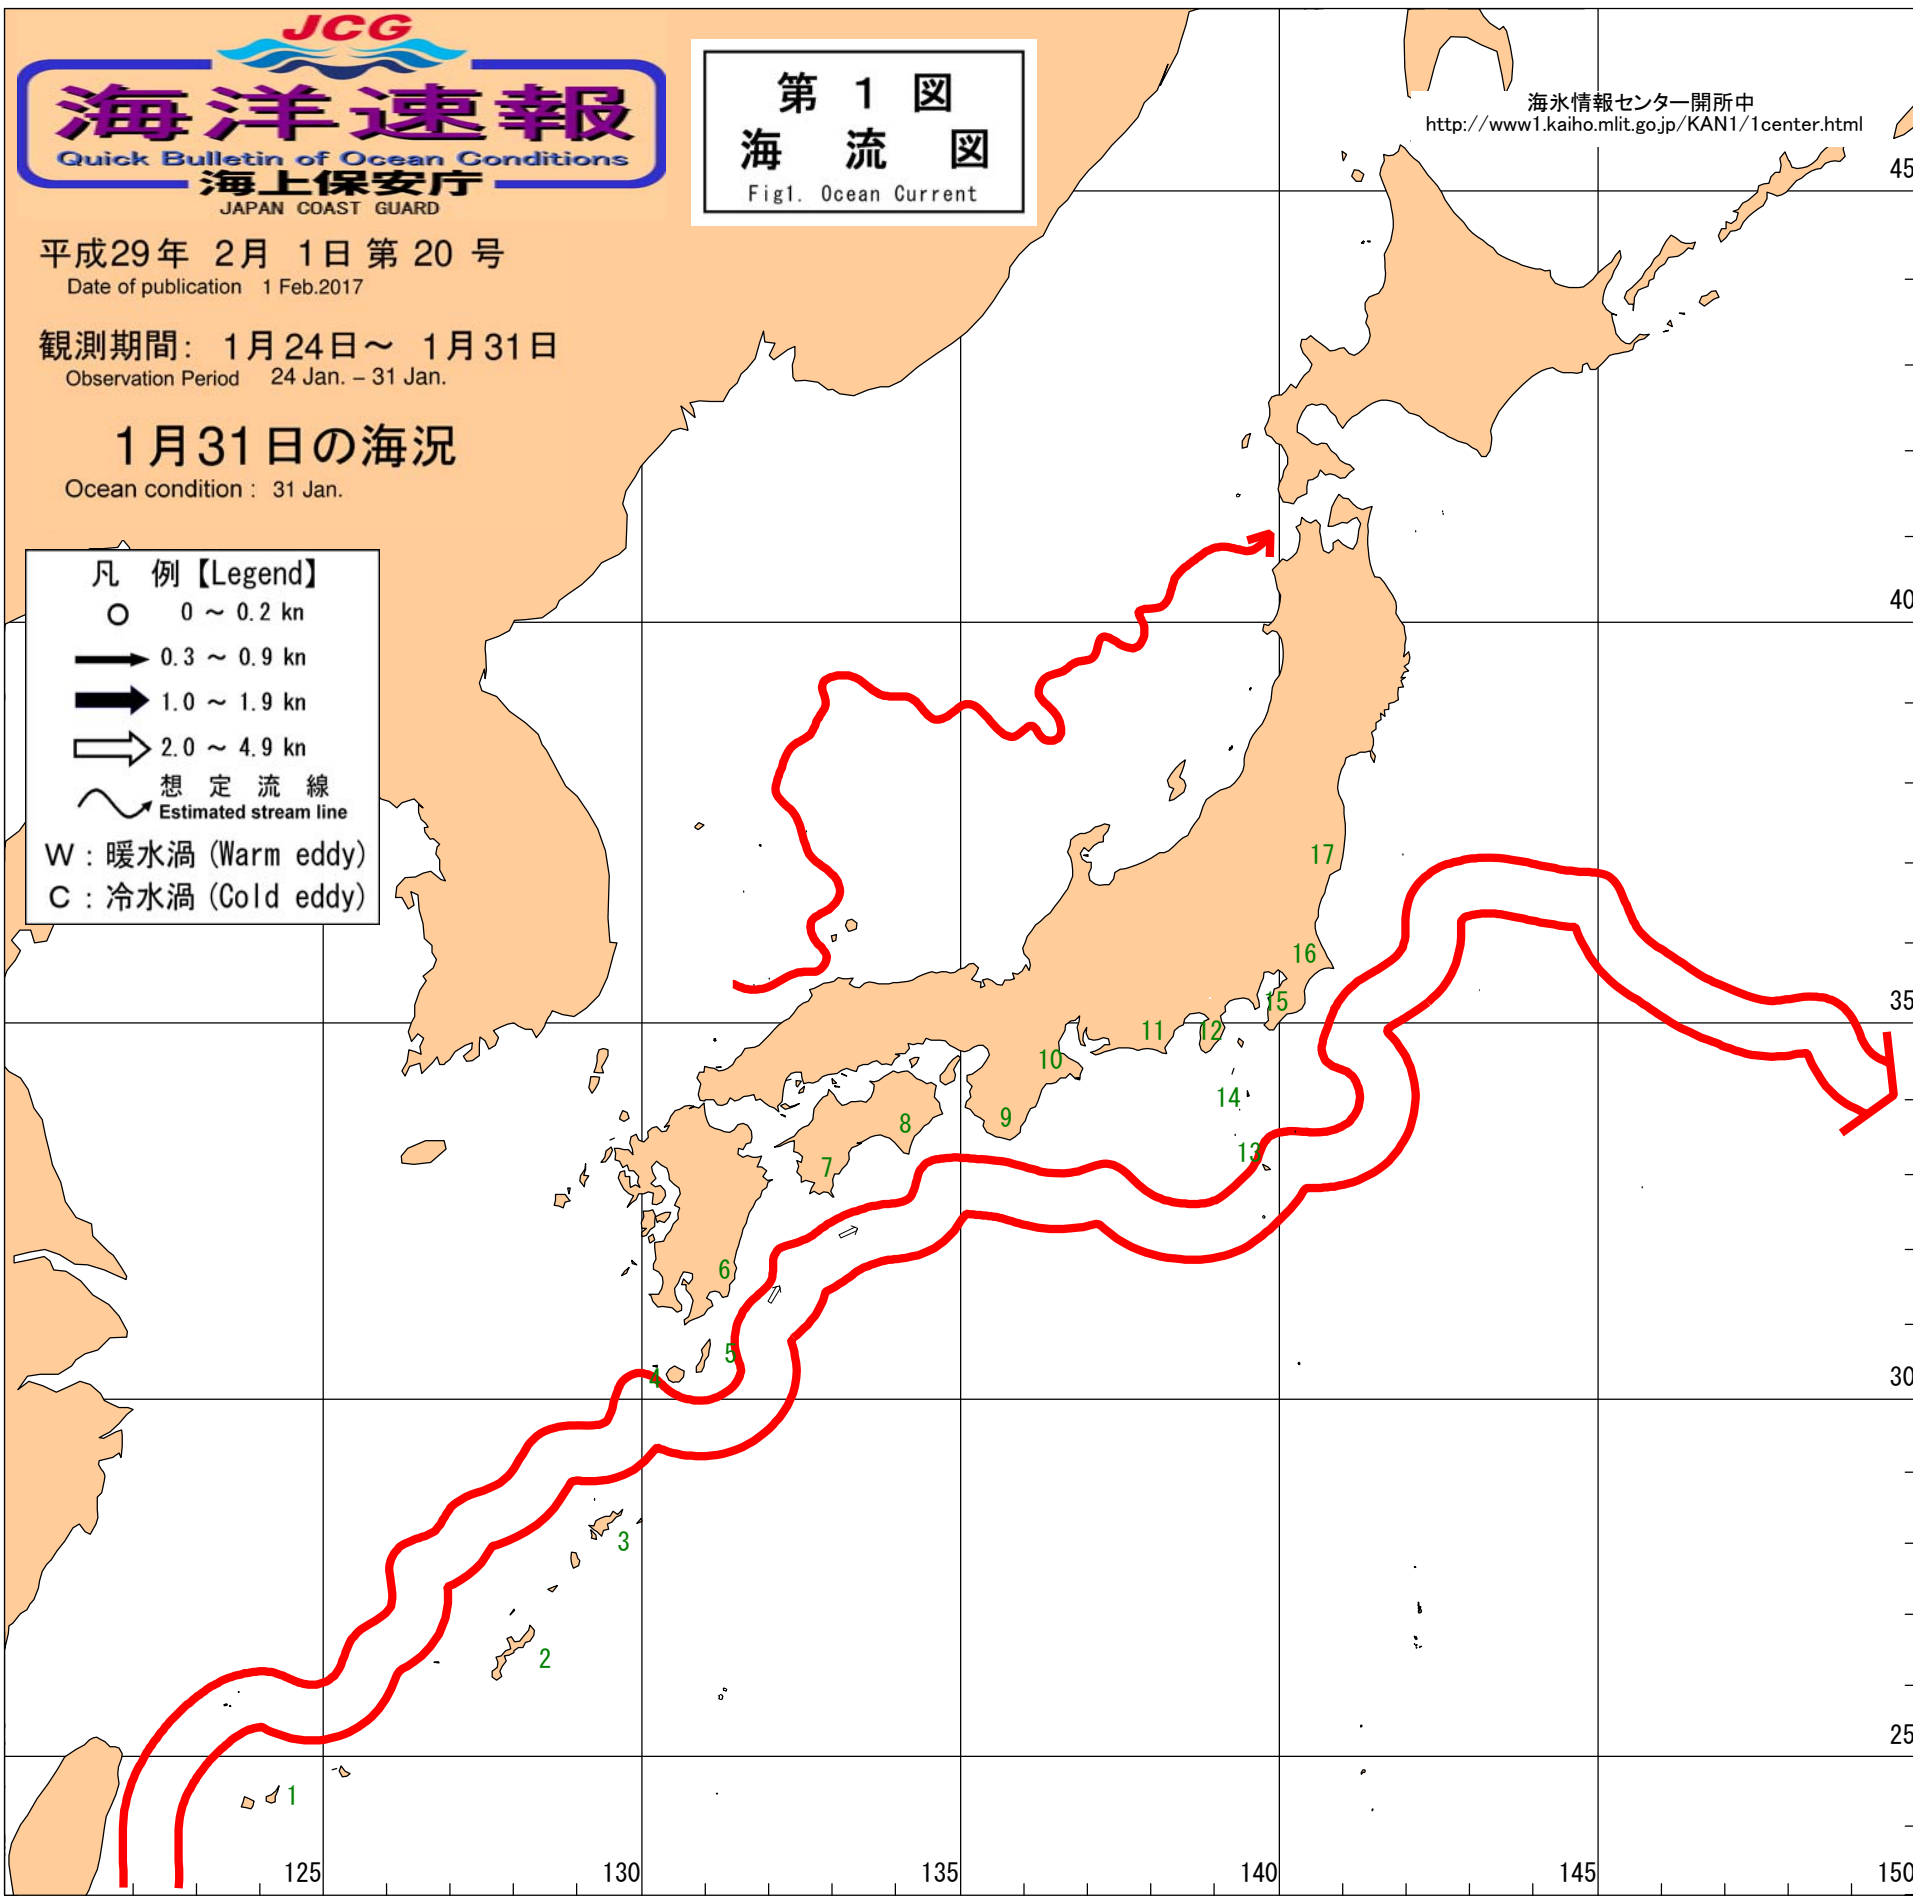 JCG
海洋速報
Quick Bulletin of Ocean Conditions
海上保安庁
JAPAN COAST GUARD
平成29年 2月 1日 第 20 号
Date of publication 1 Feb.2017
観測期間: 1月24日～ 1月31日
Observation Period 24 Jan. – 31 Jan.
1月31日の海況
Ocean condition : 31 Jan.
第 1 図
海 流 図
Fig1. Ocean Current
海氷情報センター開所中
http://www1.kaiho.mlit.go.jp/KAN1/1center.html
凡 例【Legend】
0 ～ 0.2 kn
0.3 ～ 0.9 kn
1.0 ～ 1.9 kn
2.0 ～ 4.9 kn
想 定 流 線
Estimated stream line
W : 暖水渦 (Warm eddy)
C : 冷水渦 (Cold eddy)
45
40
35
30
25
17
16
15
12
11
10
14
9
8
13
7
6
5
4
3
2
1
125
130
135
140
145
150